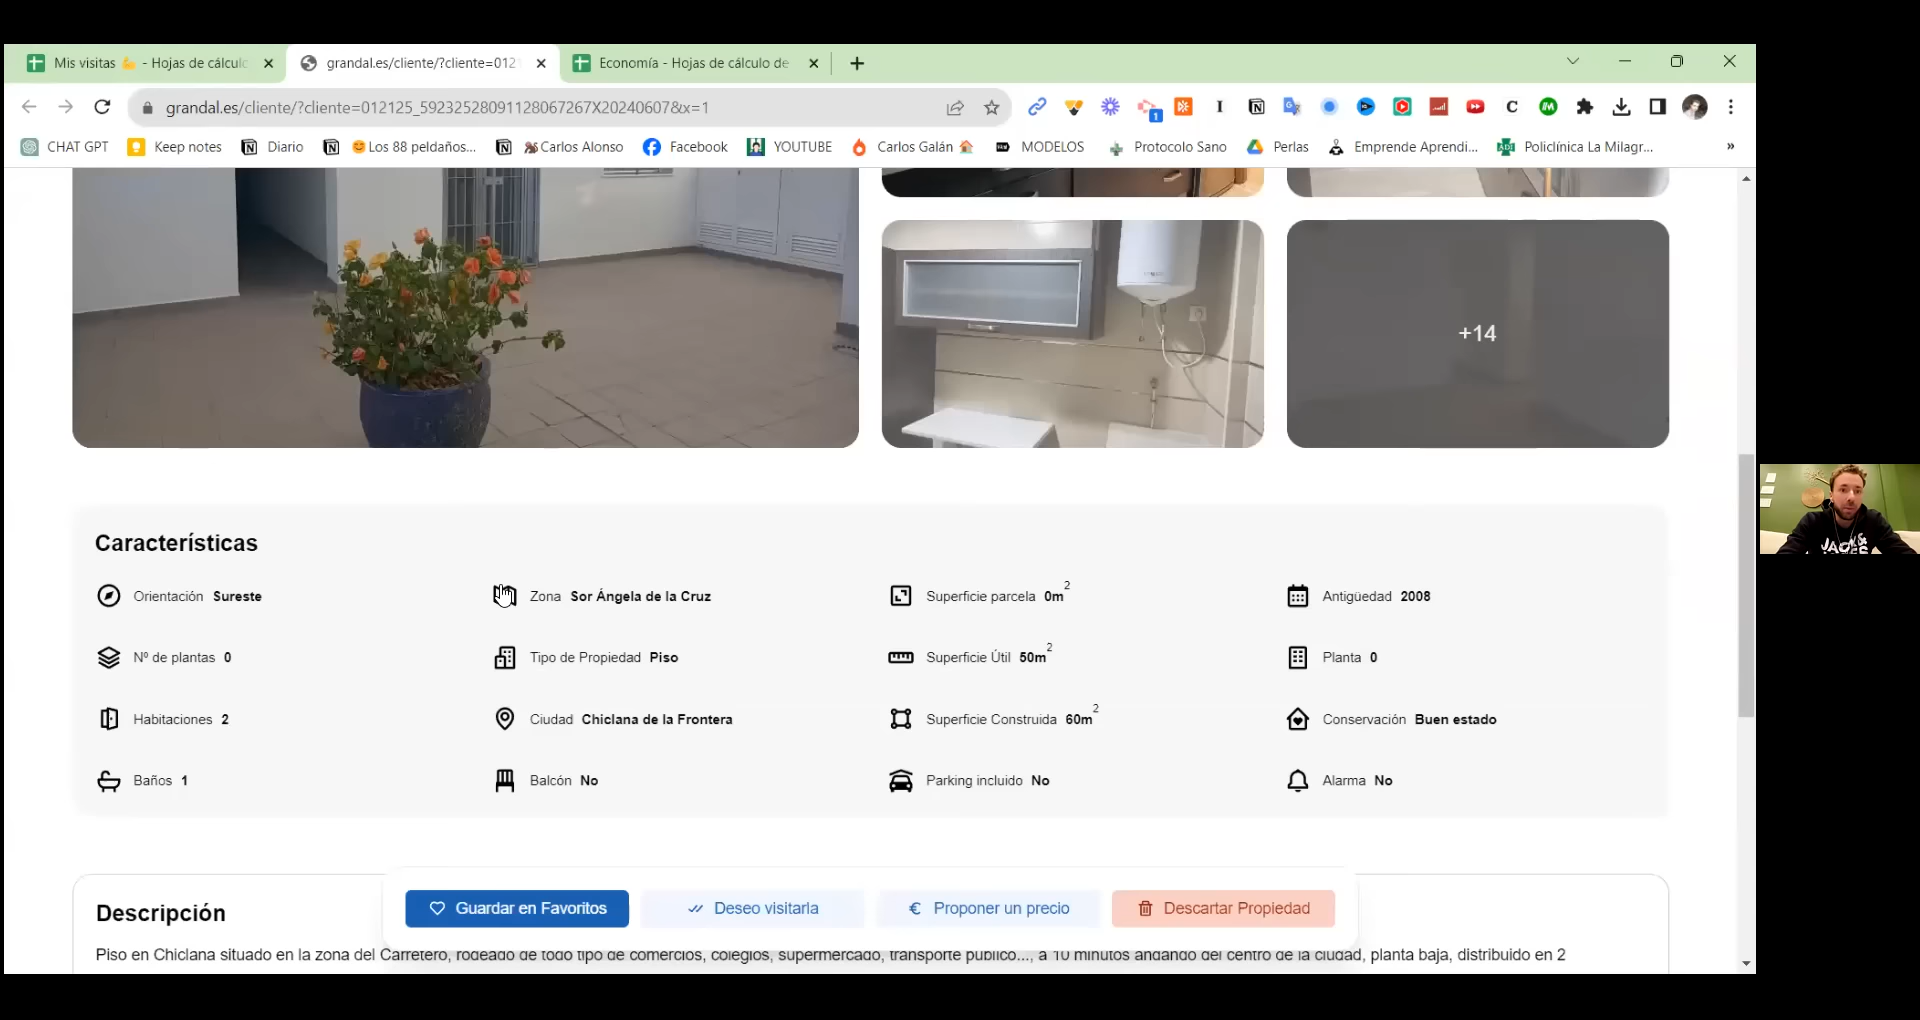 Mis visitas 💪 - Hojas de cálculo
grandal.es/cliente/?cliente=012
Economía - Hojas de cálculo de
grandal.es/cliente/?cliente=012125_59232528091128067267X20240607&x=1
CHAT GPT
Keep notes
Diario
😊Los 88 peldaños...
Carlos Alonso
Facebook
YOUTUBE
Carlos Galán🏠
MODELOS
Protocolo Sano
Perlas
Emprende Aprendi...
Policlínica La Milagr...
»
+14
Características
Orientación Sureste
Zona Sor Ángela de la Cruz
Superficie parcela 0m2
Antigüedad 2008
Nº de plantas 0
Tipo de Propiedad Piso
Superficie Útil 50m2
Planta 0
Habitaciones 2
Ciudad Chiclana de la Frontera
Superficie Construida 60m2
Conservación Buen estado
Baños 1
Balcón No
Parking incluido No
Alarma No
Descripción
Guardar en Favoritos
Deseo visitarla
€ Proponer un precio
Descartar Propiedad
Piso en Chiclana situado en la zona del Carretero, rodeado de todo tipo de comercios, colegios, supermercado, transporte publico..., a 10 minutos andando del centro de la ciudad, planta baja, distribuido en 2
JACK &